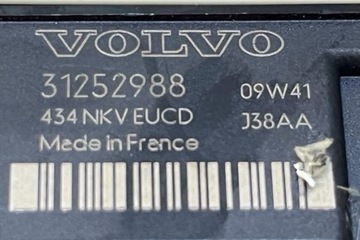 VOLVO
31252988 09W41
434 NKV EUCD J38AA
Made in France